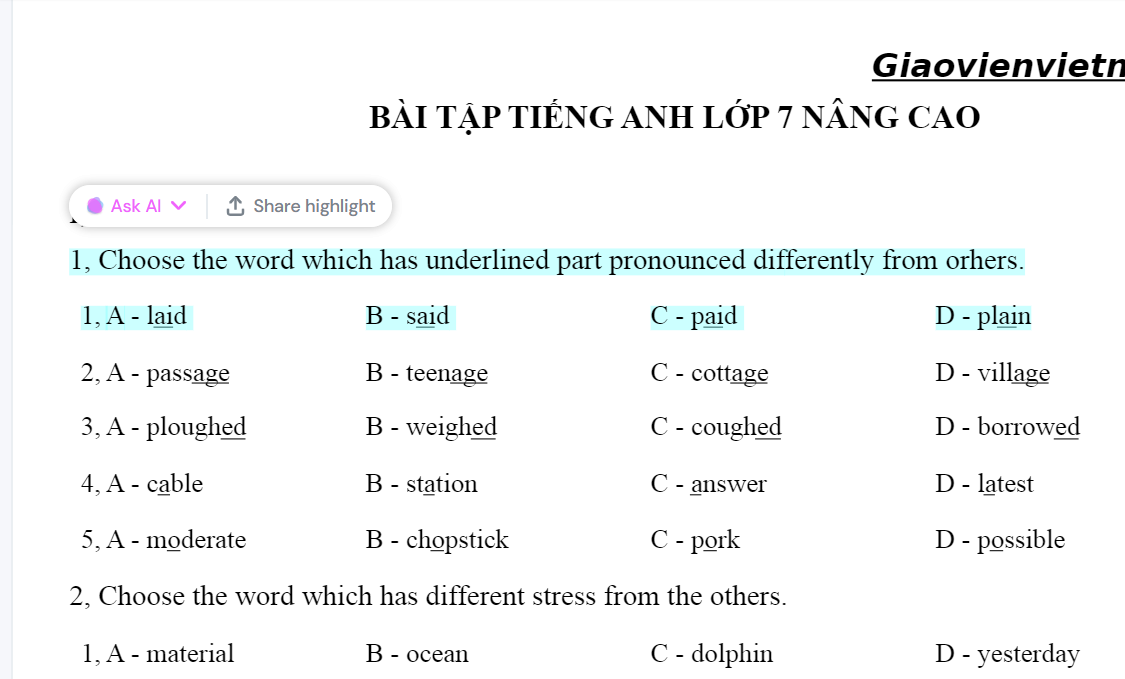 Giaovienvietn
BÀI TẬP TIẾNG ANH LỚP 7 NÂNG CAO
Ask AI Share highlight
1, Choose the word which has underlined part pronounced differently from orhers.
1, A - laid B - said C - paid D - plain
2, A - passage B - teenage C - cottage D - village
3, A - ploughed B - weighed C - coughed D - borrowed
4, A - cable B - station C - answer D - latest
5, A - moderate B - chopstick C - pork D - possible
2, Choose the word which has different stress from the others.
1, A - material B - ocean C - dolphin D - yesterday